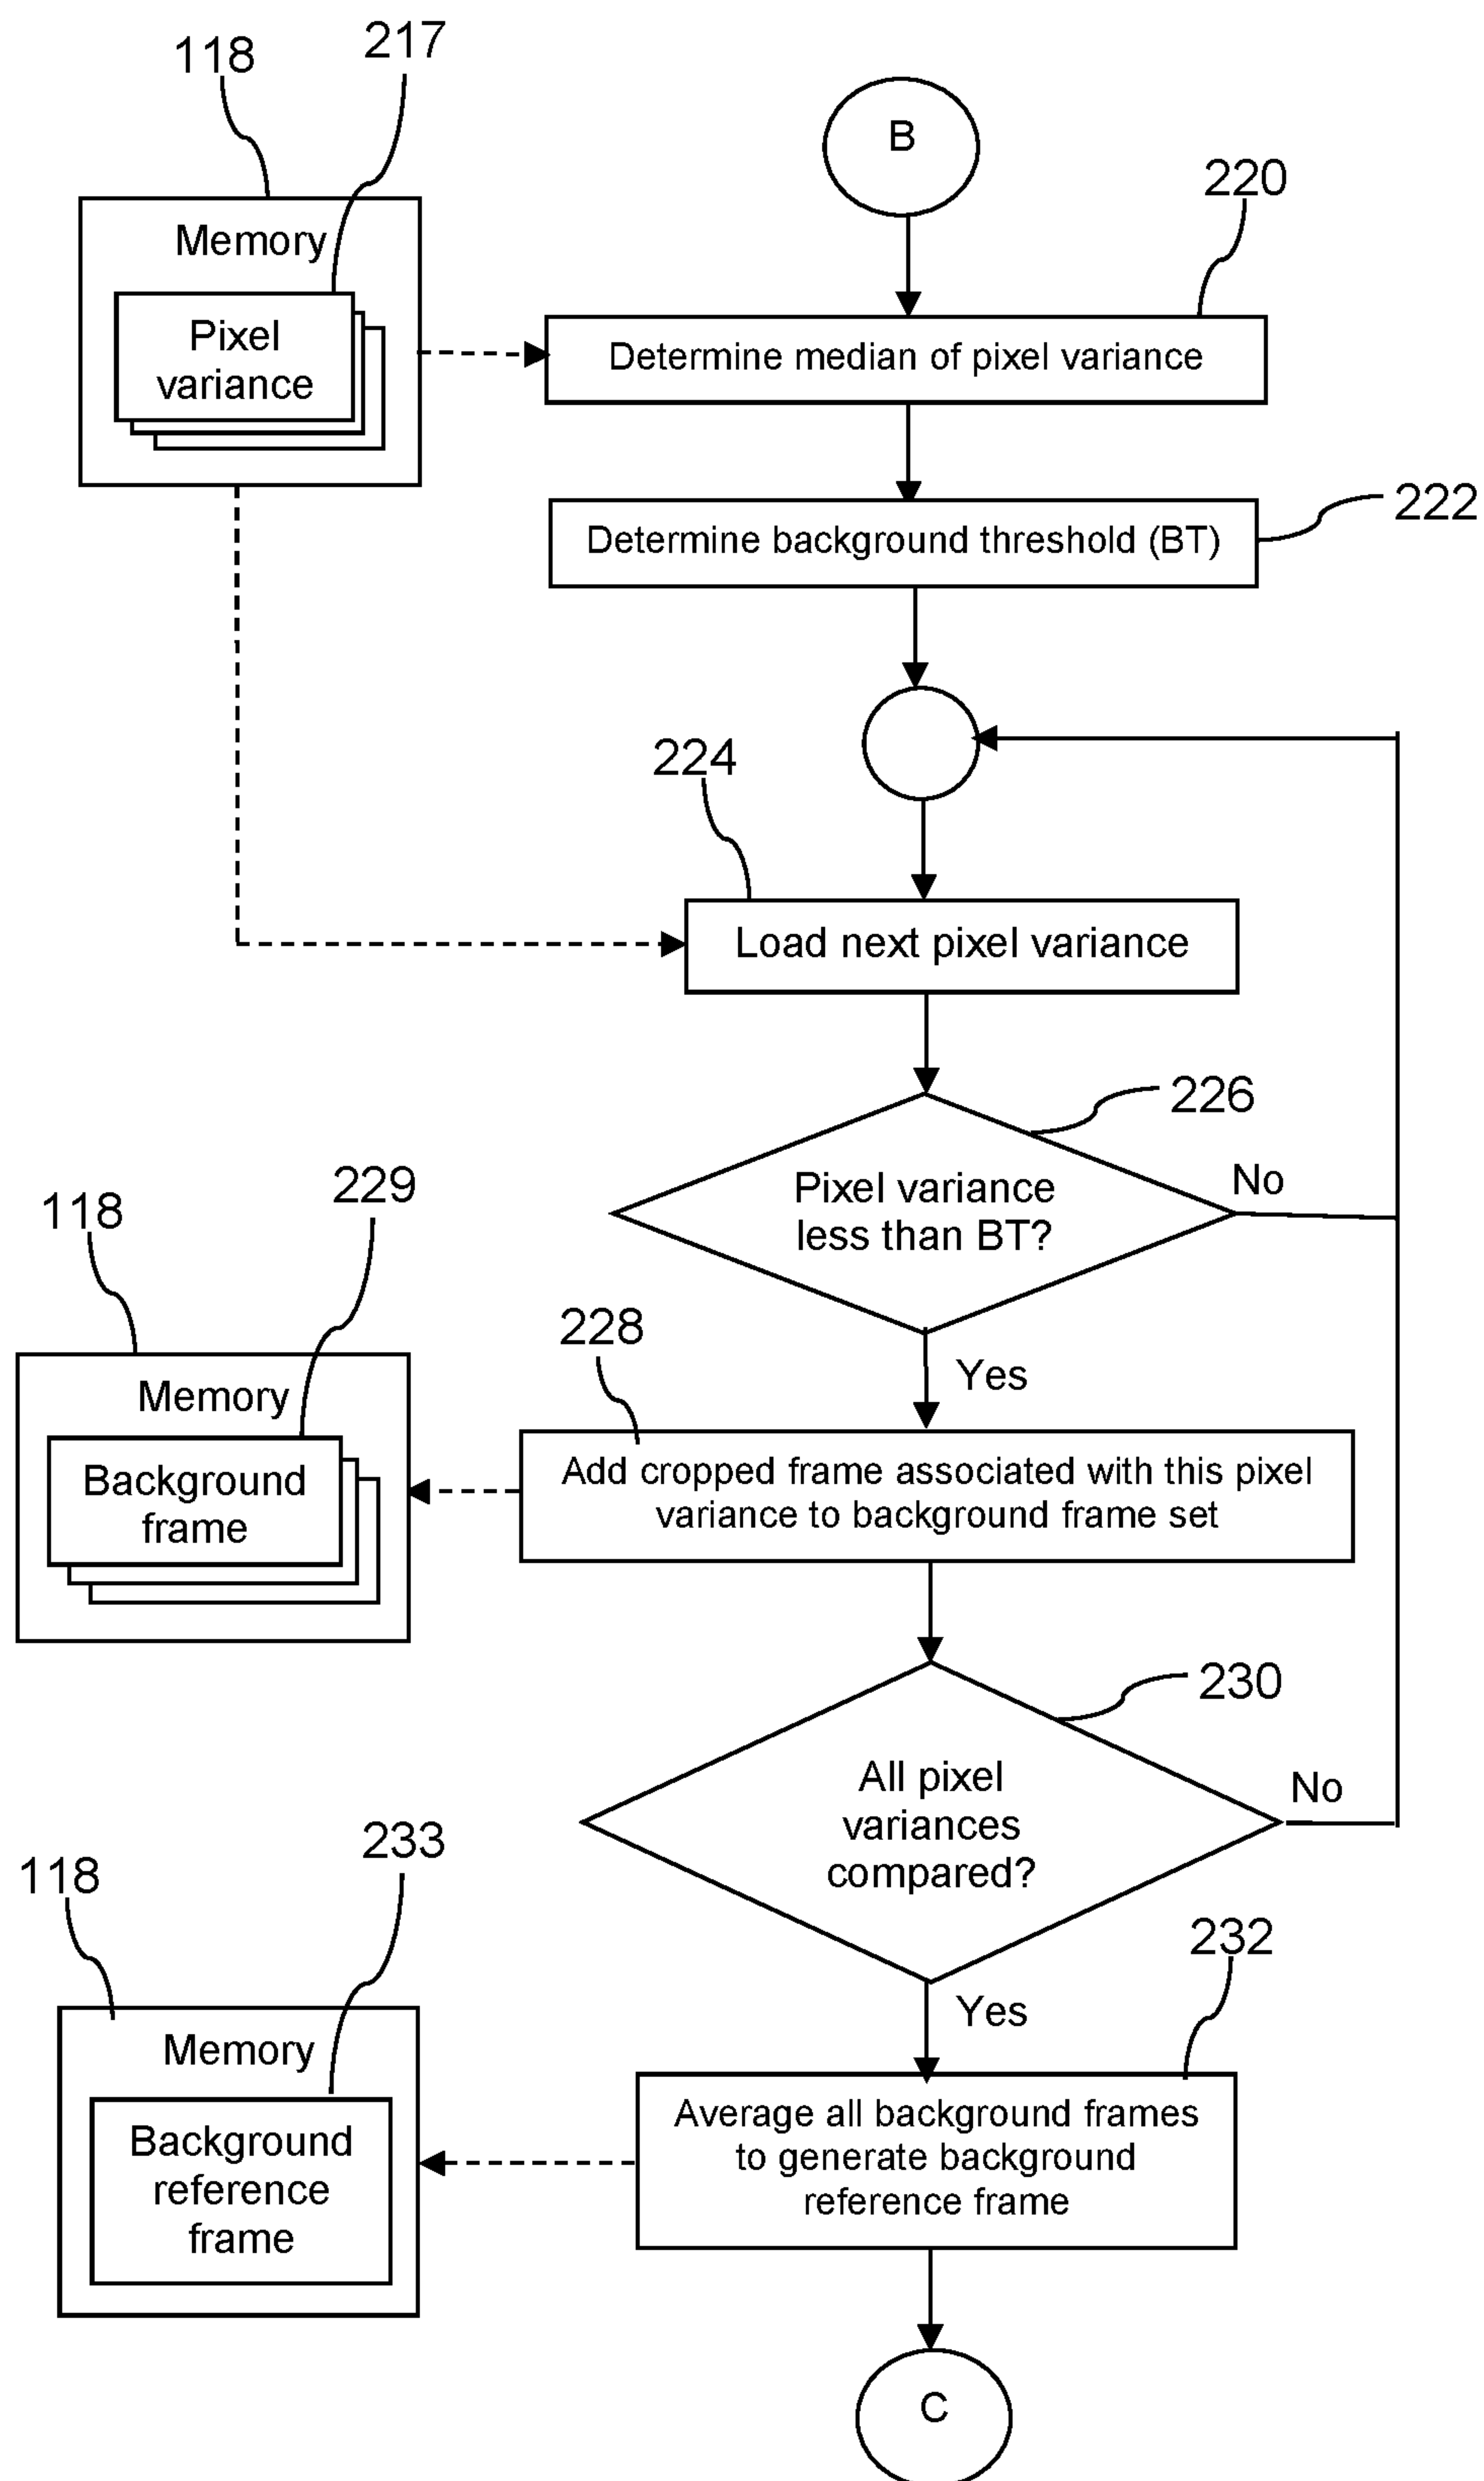 118
217
B
220
Memory
Pixel
variance
Determine median of pixel variance
222
Determine background threshold (BT)
224
Load next pixel variance
226
Pixel variance
less than BT?
No
Yes
118
229
228
Memory
Background
frame
Add cropped frame associated with this pixel
variance to background frame set
230
All pixel
variances
compared?
No
Yes
118
233
232
Memory
Background
reference
frame
Average all background frames
to generate background
reference frame
C